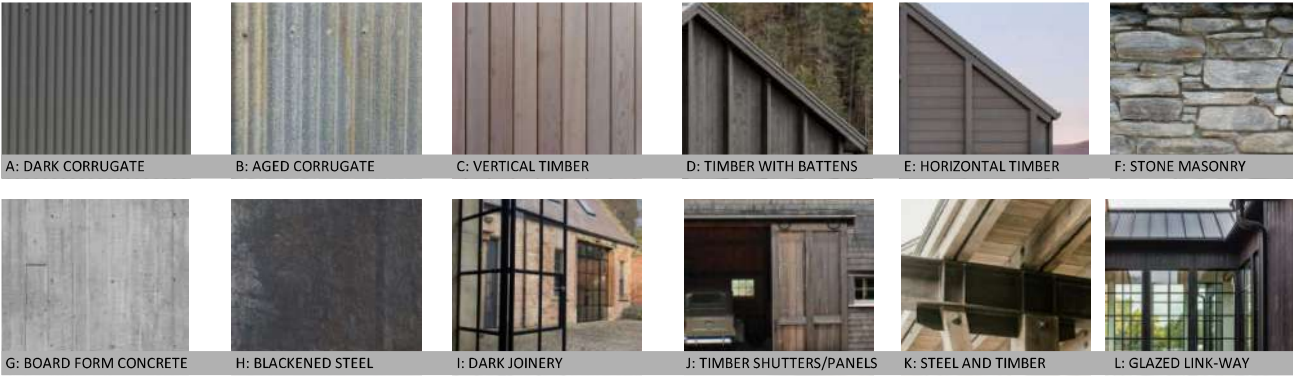 A: DARK CORRUGATE
B: AGED CORRUGATE
C: VERTICAL TIMBER
D: TIMBER WITH BATTENS
E: HORIZONTAL TIMBER
F: STONE MASONRY
G: BOARD FORM CONCRETE
H: BLACKENED STEEL
I: DARK JOINERY
J: TIMBER SHUTTERS/PANELS
K: STEEL AND TIMBER
L: GLAZED LINK-WAY